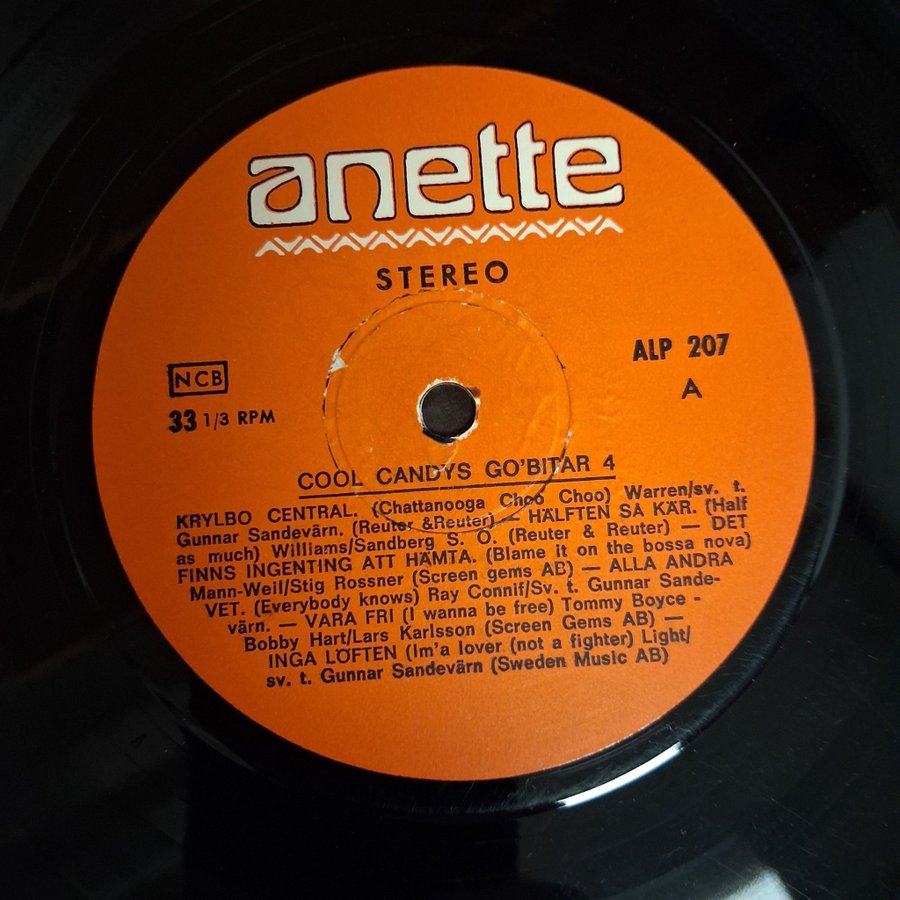 anette
STEREO
ALP 207
NCB
A
33 1/3 RPM
COOL CANDYS GO'BITAR 4
KRYLBO CENTRAL. (Chattanooga Choo Choo) Warren/sv. t.
Gunnar Sandevärn. (Reuter &Reuter) — HÄLFTEN SÅ KÄR. (Half
as much) Williams/Sandberg S. O. (Reuter & Reuter) — DET
FINNS INGENTING ATT HÄMTA. (Blame it on the bossa nova)
Mann-Weil/Stig Rossner (Screen gems AB) — ALLA ANDRA
VET. (Everybody knows) Ray Connif/Sv. t. Gunnar Sande-
värn. — VARA FRI (I wanna be free) Tommy Boyce -
Bobby Hart/Lars Karlsson (Screen Gems AB) —
INGA LÖFTEN (Im'a lover (not a fighter) Light/
sv. t. Gunnar Sandevärn (Sweden Music AB)